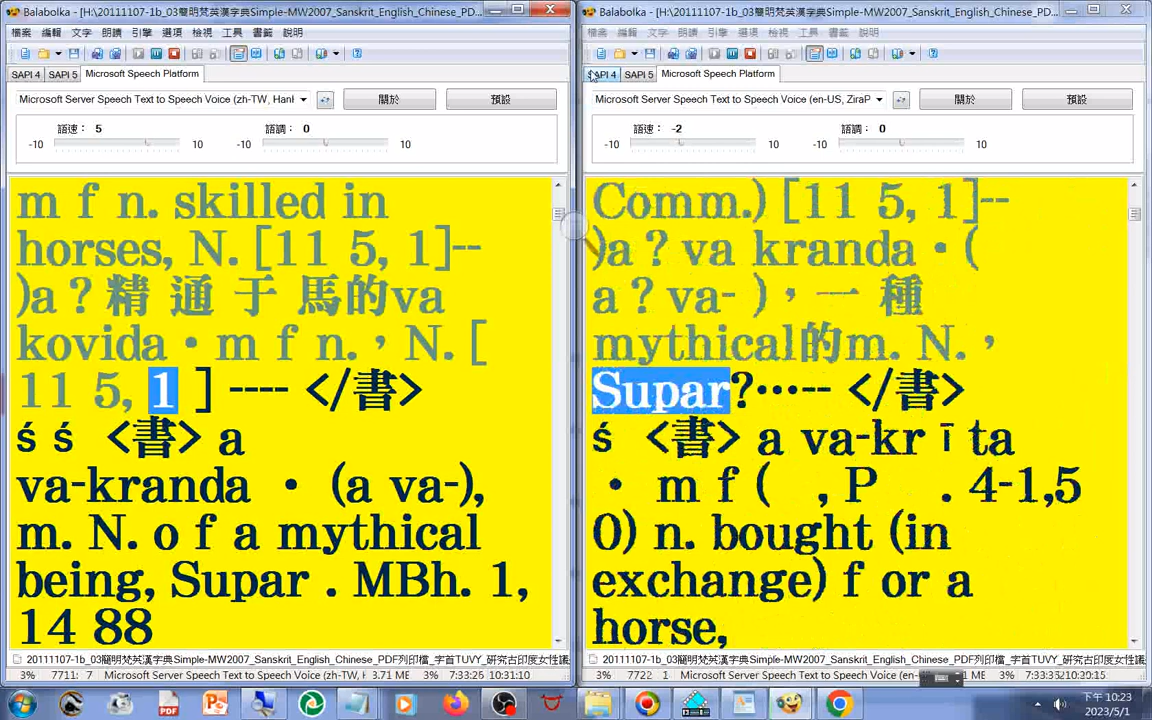 Balabolka - [H:\20111107-1b_03簡明梵英漢字典Simple-MW2007_Sanskrit_English_Chinese_PD...
檔案 編輯 文字 朗讀 引擎 選項 檢視 工具 書籤 說明
SAPI 4 SAPI 5 Microsoft Speech Platform
Microsoft Server Speech Text to Speech Voice (zh-TW, Hanl 關於 預設
語速： 5 語調： 0
-10 10 -10 10
m f n. skilled in
horses, N. [11 5, 1]--
)a？精 通 于 馬的va
kovida・m f n.，N. [
11 5, 1 ] ---- </書>
ś ś <書> a
va-kranda ・ (a va-),
m. N. o f a mythical
being, Supar . MBh. 1,
14 88
20111107-1b_03簡明梵英漢字典Simple-MW2007_Sanskrit_English_Chinese_PDF列印檔_字首TUVY_研究古印度女性議
3% 7711: 7 Microsoft Server Speech Text to Speech Voice (zh-TW, H 3.71 ME 3% 7:33:26 10:31:10
Balabolka - [H:\20111107-1b_03簡明梵英漢字典Simple-MW2007_Sanskrit_English_Chinese_PD...
檔案 編輯 文字 朗讀 引擎 選項 檢視 工具 書籤 說明
SAPI 4 SAPI 5 Microsoft Speech Platform
Microsoft Server Speech Text to Speech Voice (en-US, ZiraP 關於 預設
語速： -2 語調： 0
-10 10 -10 10
Comm.) [11 5, 1]--
)a？va kranda・(
a？va- )，一 種
mythical的m. N.，
Supar?…-- </書>
ś <書> a va-kr ī ta
・ m f ( , P . 4-1,5
0) n. bought (in
exchange) f or a
horse,
20111107-1b_03簡明梵英漢字典Simple-MW2007_Sanskrit_English_Chinese_PDF列印檔_字首TUVY_研究古印度女性議
3% 7722 1 Microsoft Server Speech Text to Speech Voice 3% 7:33:35
下午 10:23
2023/5/1